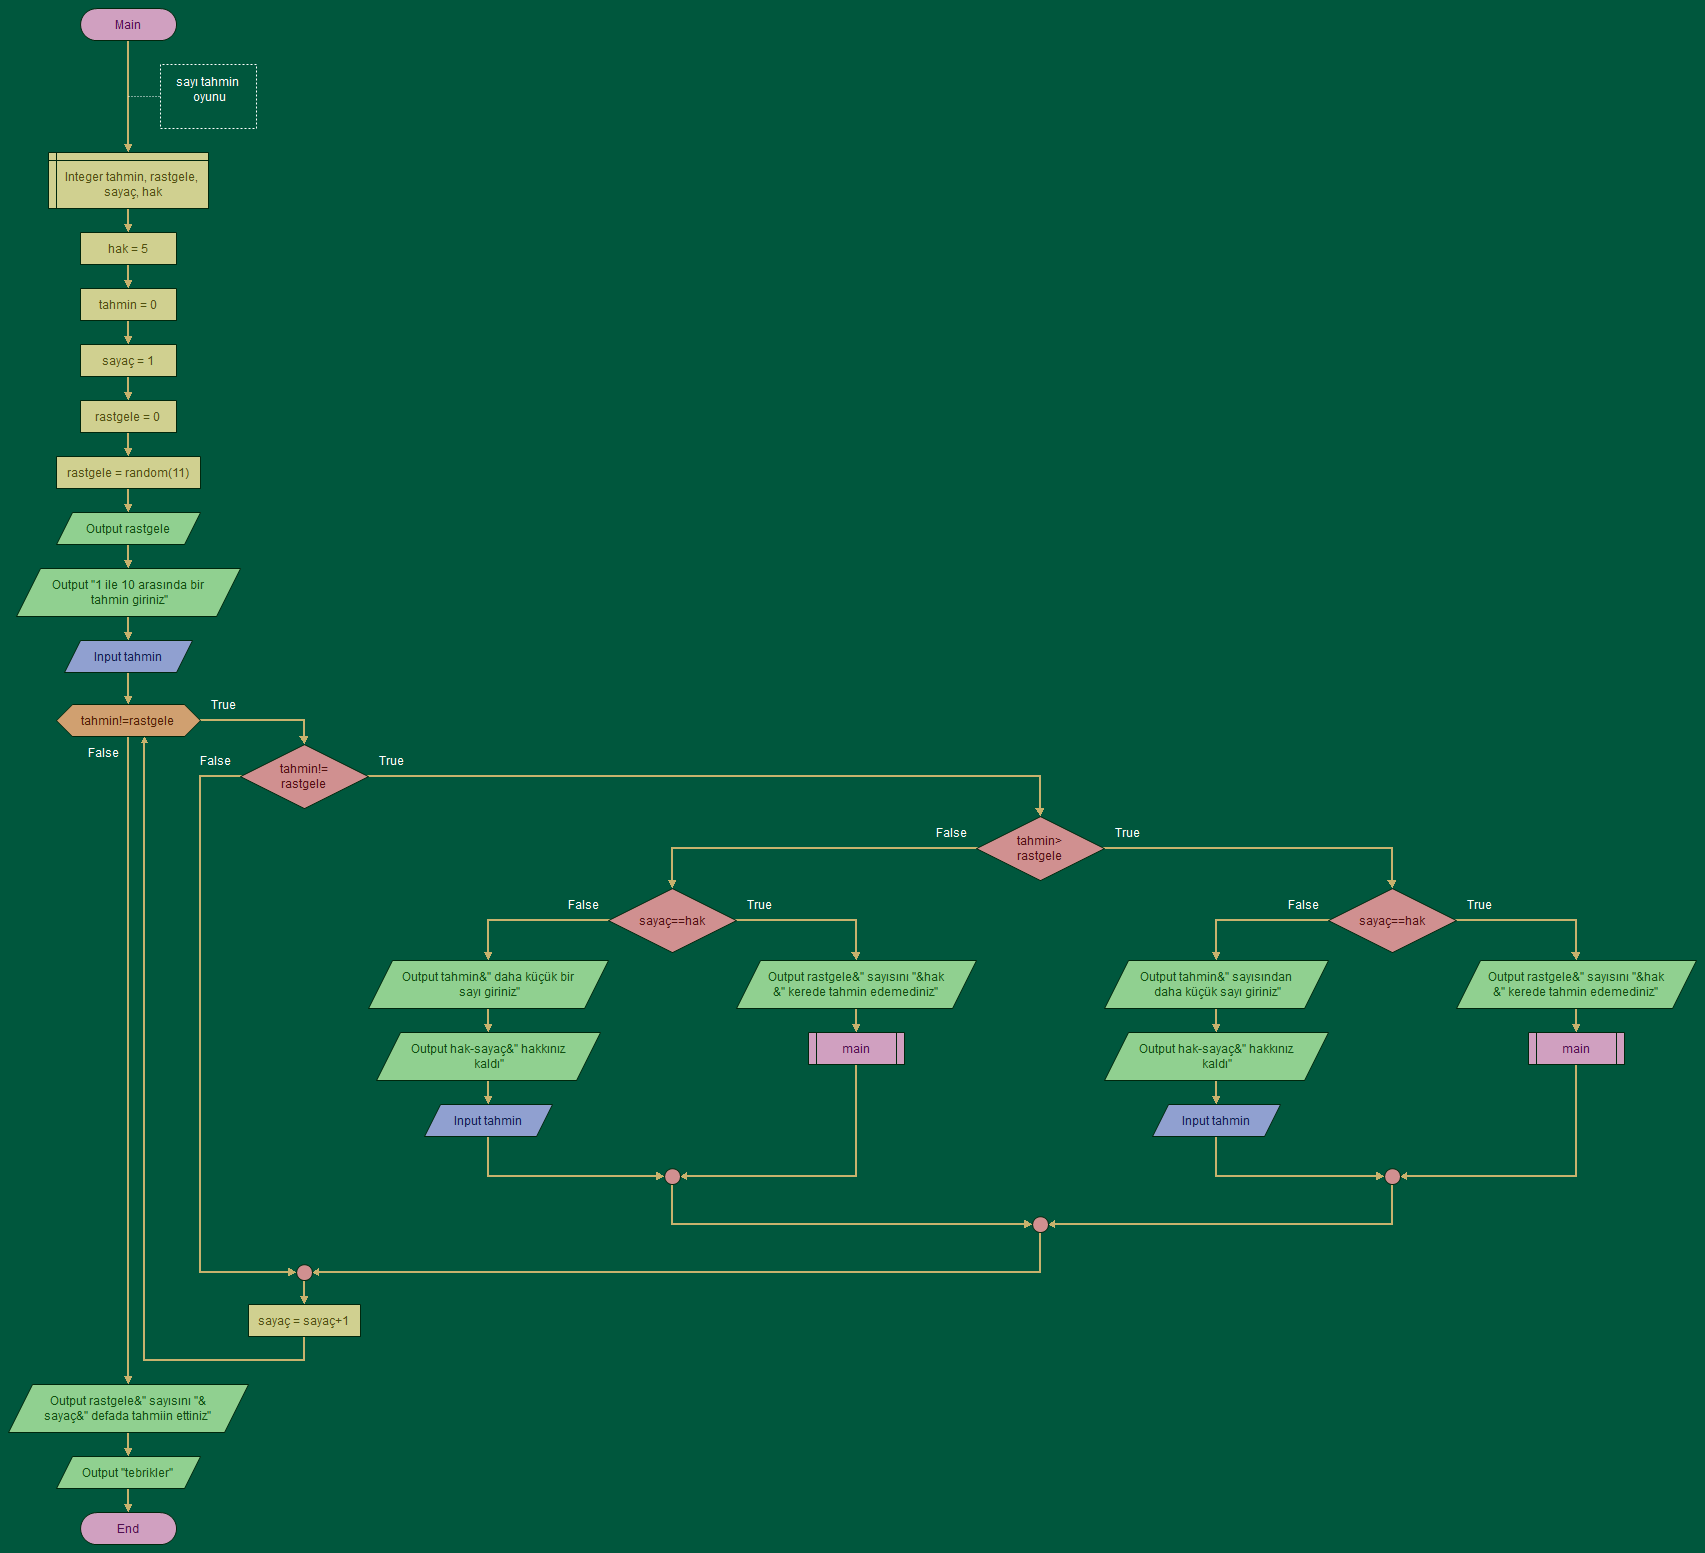 Main
sayı tahmin
oyunu
Integer tahmin, rastgele,
sayaç, hak
hak = 5
tahmin = 0
sayaç = 1
rastgele = 0
rastgele = random(11)
Output rastgele
Output "1 ile 10 arasında bir
tahmin giriniz"
Input tahmin
tahmin!=rastgele
True
False
tahmin!=
rastgele
False
True
tahmin>
rastgele
False
True
sayaç==hak
False
True
Output tahmin&" daha küçük bir
sayı giriniz"
Output hak-sayaç&" hakkınız
kaldı"
Input tahmin
Output rastgele&" sayısını "&hak
&" kerede tahmin edemediniz"
main
sayaç==hak
False
True
Output tahmin&" sayısından
daha küçük sayı giriniz"
Output hak-sayaç&" hakkınız
kaldı"
Input tahmin
Output rastgele&" sayısını "&hak
&" kerede tahmin edemediniz"
main
sayaç = sayaç+1
Output rastgele&" sayısını "&
sayaç&" defada tahmiin ettiniz"
Output "tebrikler"
End